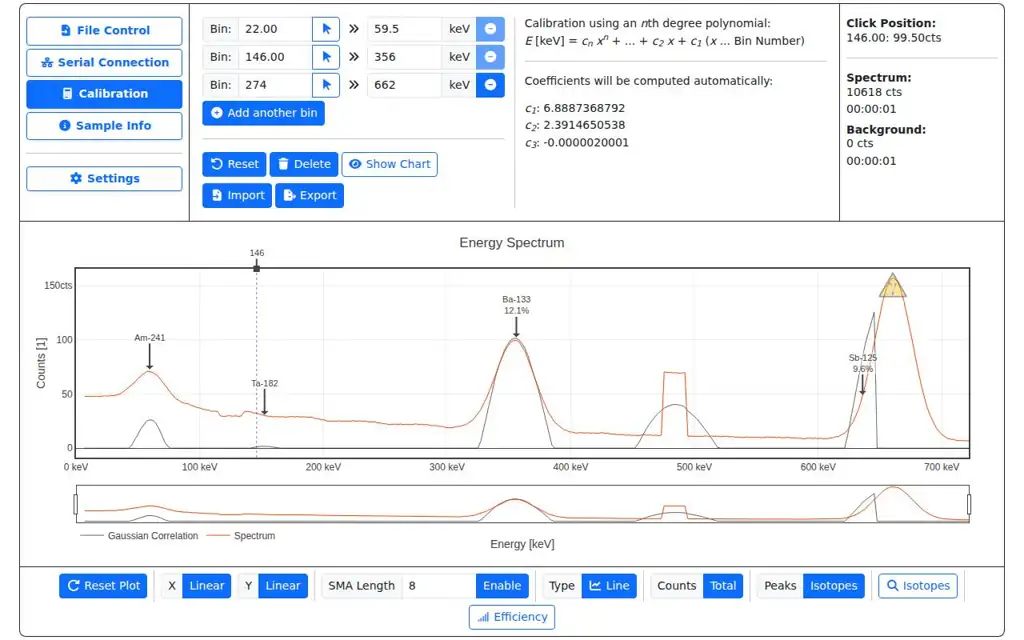 File Control
Serial Connection
Calibration
Sample Info
Settings
Bin: 22.00 » 59.5 keV
Bin: 146.00 » 356 keV
Bin: 274 » 662 keV
Add another bin
Reset Delete Show Chart
Import Export
Calibration using an nth degree polynomial:
E [keV] = cn xⁿ + ... + c2 x + c1 (x ... Bin Number)
Coefficients will be computed automatically:
c1: 6.8887368792
c2: 2.3914650538
c3: -0.0000020001
Click Position:
146.00: 99.50cts
Spectrum:
10618 cts
00:00:01
Background:
0 cts
00:00:01
Energy Spectrum
146
150cts
100
50
0
Counts [1]
Am-241
Ta-182
Ba-133
12.1%
Sb-125
9.6%
0 keV 100 keV 200 keV 300 keV 400 keV 500 keV 600 keV 700 keV
Gaussian Correlation Spectrum
Energy [keV]
Reset Plot X Linear Y Linear SMA Length 8 Enable Type Line Counts Total Peaks Isotopes Isotopes
Efficiency